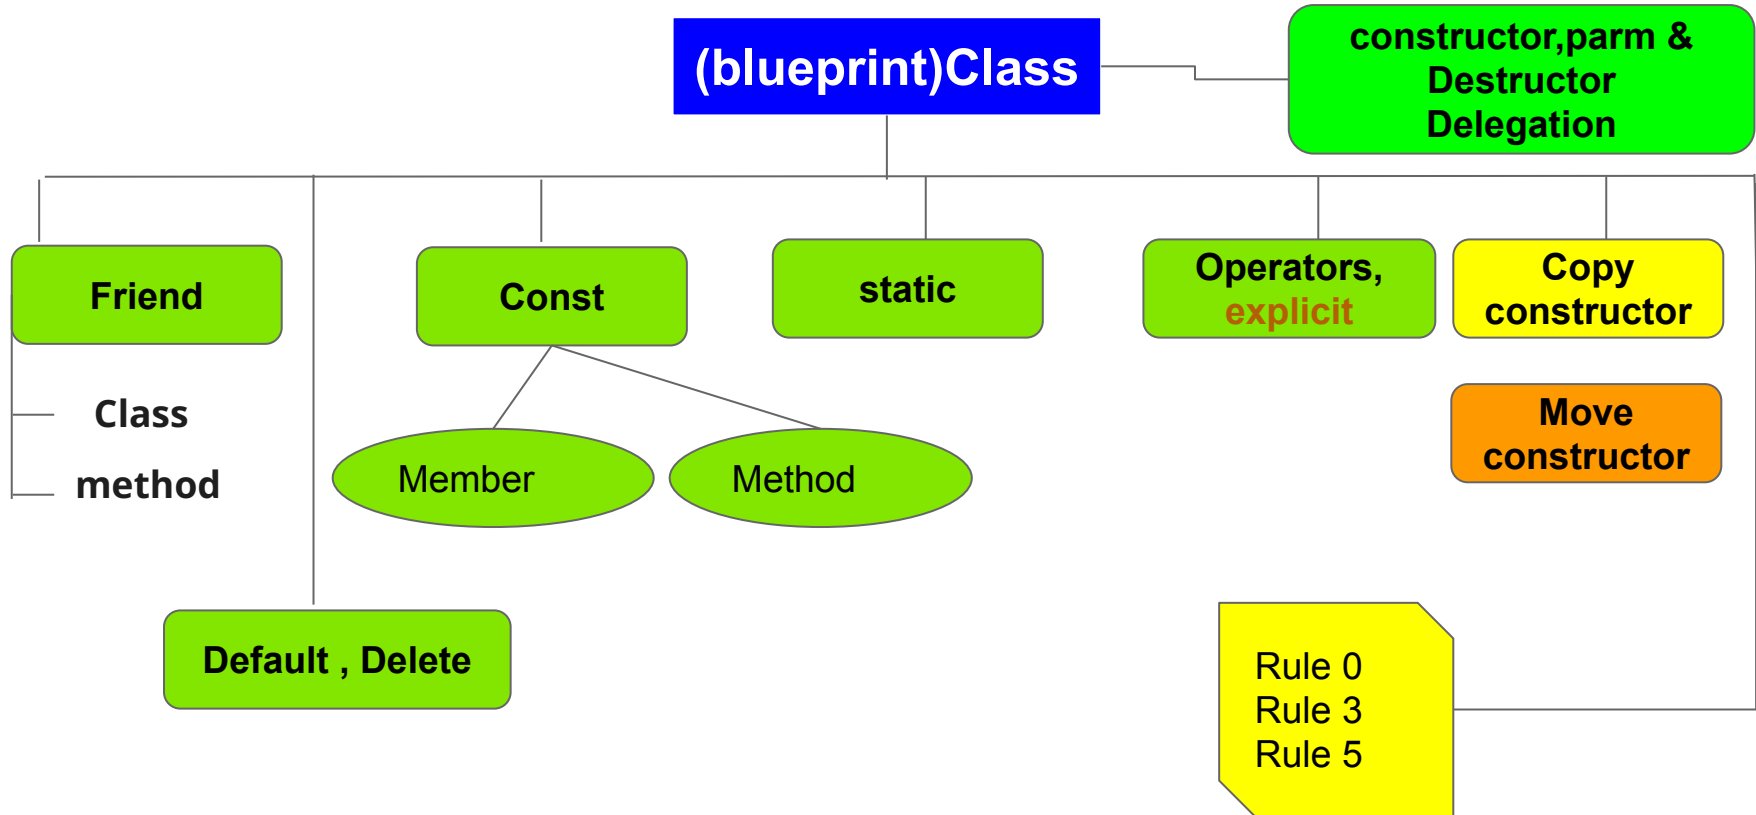 (blueprint)Class
constructor,parm &
Destructor
Delegation
Friend
Const
static
Operators,
explicit
Copy
constructor
Class
method
Member
Method
Move
constructor
Default , Delete
Rule 0
Rule 3
Rule 5